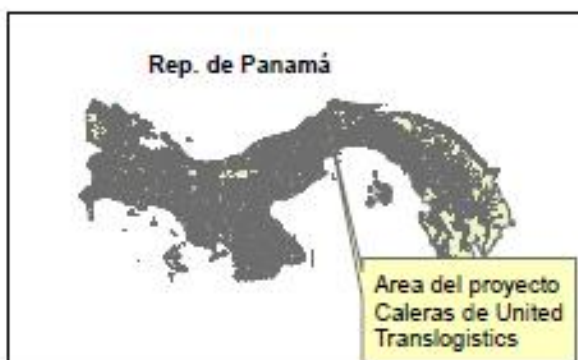 Rep. de Panamá
Area del proyecto
Caleras de United
Translogistics